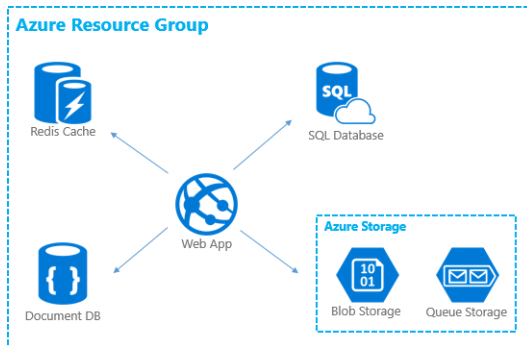 Azure Resource Group
Redis Cache
SQL
SQL Database
Web App
Azure Storage
{ }
Document DB
10
01
Blob Storage
Queue Storage